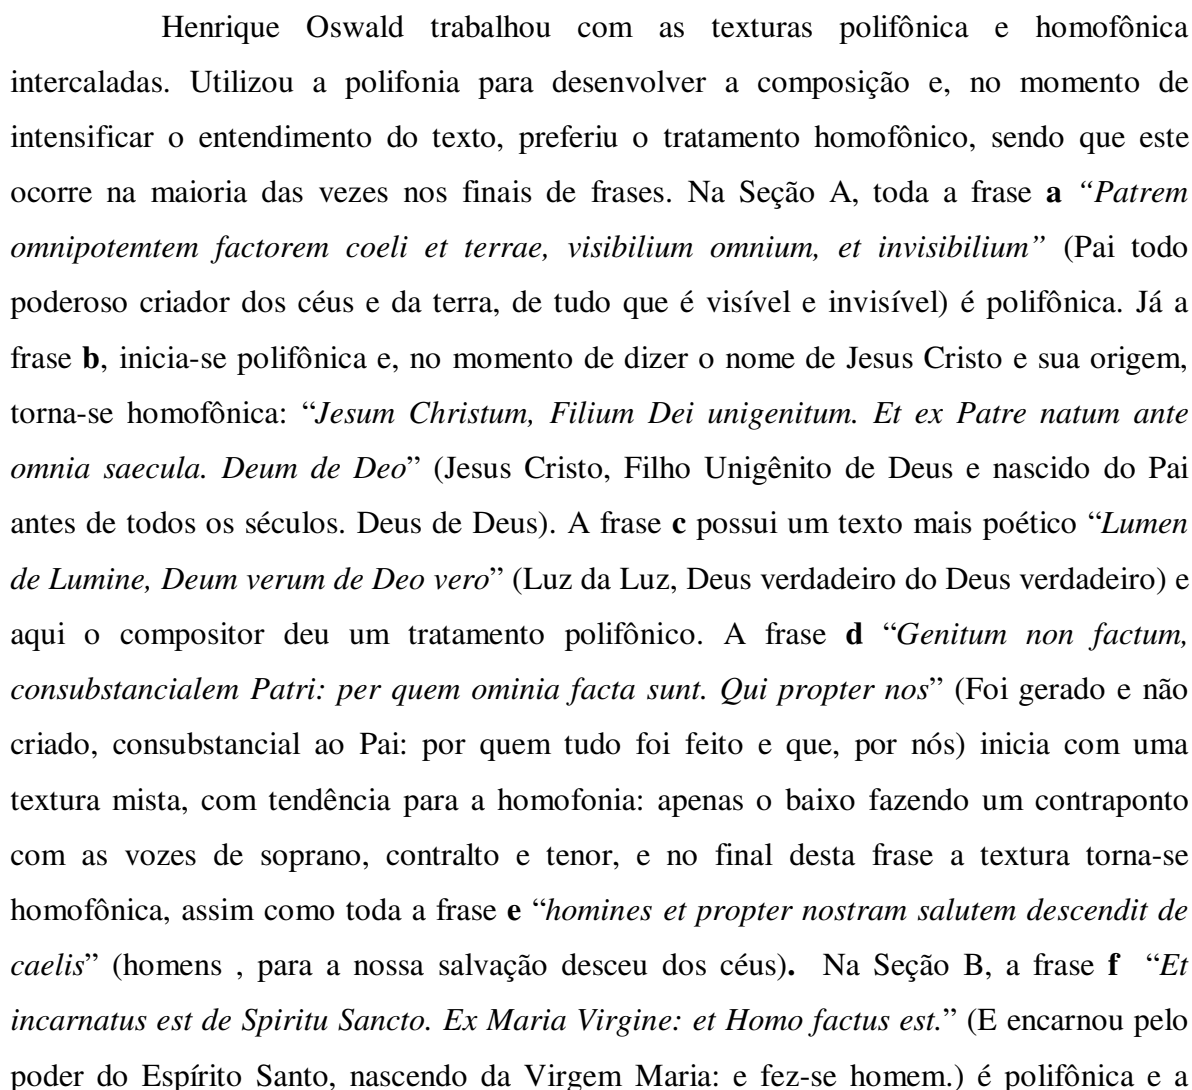 Henrique Oswald trabalhou com as texturas polifônica e homofônica
intercaladas. Utilizou a polifonia para desenvolver a composição e, no momento de
intensificar o entendimento do texto, preferiu o tratamento homofônico, sendo que este
ocorre na maioria das vezes nos finais de frases. Na Seção A, toda a frase a “Patrem
omnipotemtem factorem coeli et terrae, visibilium omnium, et invisibilium” (Pai todo
poderoso criador dos céus e da terra, de tudo que é visível e invisível) é polifônica. Já a
frase b, inicia-se polifônica e, no momento de dizer o nome de Jesus Cristo e sua origem,
torna-se homofônica: “Jesum Christum, Filium Dei unigenitum. Et ex Patre natum ante
omnia saecula. Deum de Deo” (Jesus Cristo, Filho Unigênito de Deus e nascido do Pai
antes de todos os séculos. Deus de Deus). A frase c possui um texto mais poético “Lumen
de Lumine, Deum verum de Deo vero” (Luz da Luz, Deus verdadeiro do Deus verdadeiro) e
aqui o compositor deu um tratamento polifônico. A frase d “Genitum non factum,
consubstancialem Patri: per quem ominia facta sunt. Qui propter nos” (Foi gerado e não
criado, consubstancial ao Pai: por quem tudo foi feito e que, por nós) inicia com uma
textura mista, com tendência para a homofonia: apenas o baixo fazendo um contraponto
com as vozes de soprano, contralto e tenor, e no final desta frase a textura torna-se
homofônica, assim como toda a frase e “homines et propter nostram salutem descendit de
caelis” (homens , para a nossa salvação desceu dos céus). Na Seção B, a frase f “Et
incarnatus est de Spiritu Sancto. Ex Maria Virgine: et Homo factus est.” (E encarnou pelo
poder do Espírito Santo, nascendo da Virgem Maria: e fez-se homem.) é polifônica e a